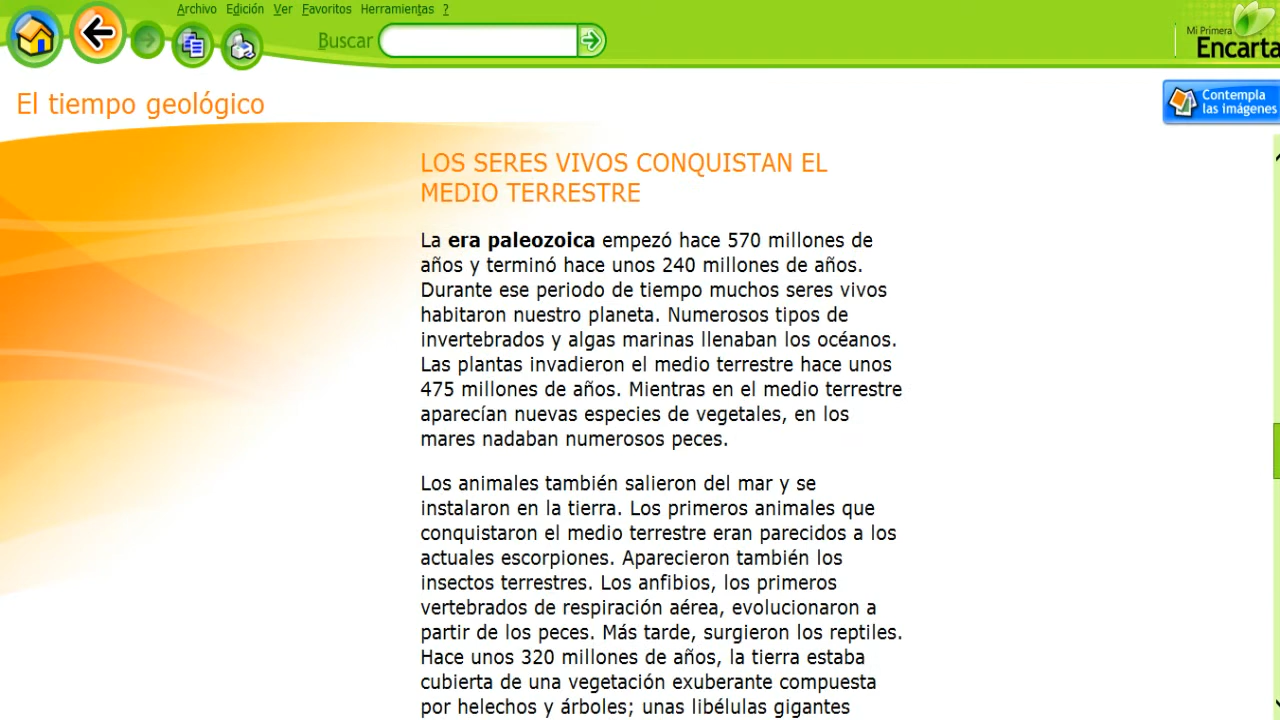 Archivo Edición Ver Favoritos Herramientas ?
Buscar
Mi Primera
Encarta
El tiempo geológico
Contempla
las imágenes
LOS SERES VIVOS CONQUISTAN EL
MEDIO TERRESTRE
La era paleozoica empezó hace 570 millones de
años y terminó hace unos 240 millones de años.
Durante ese periodo de tiempo muchos seres vivos
habitaron nuestro planeta. Numerosos tipos de
invertebrados y algas marinas llenaban los océanos.
Las plantas invadieron el medio terrestre hace unos
475 millones de años. Mientras en el medio terrestre
aparecían nuevas especies de vegetales, en los
mares nadaban numerosos peces.
Los animales también salieron del mar y se
instalaron en la tierra. Los primeros animales que
conquistaron el medio terrestre eran parecidos a los
actuales escorpiones. Aparecieron también los
insectos terrestres. Los anfibios, los primeros
vertebrados de respiración aérea, evolucionaron a
partir de los peces. Más tarde, surgieron los reptiles.
Hace unos 320 millones de años, la tierra estaba
cubierta de una vegetación exuberante compuesta
por helechos y árboles; unas libélulas gigantes